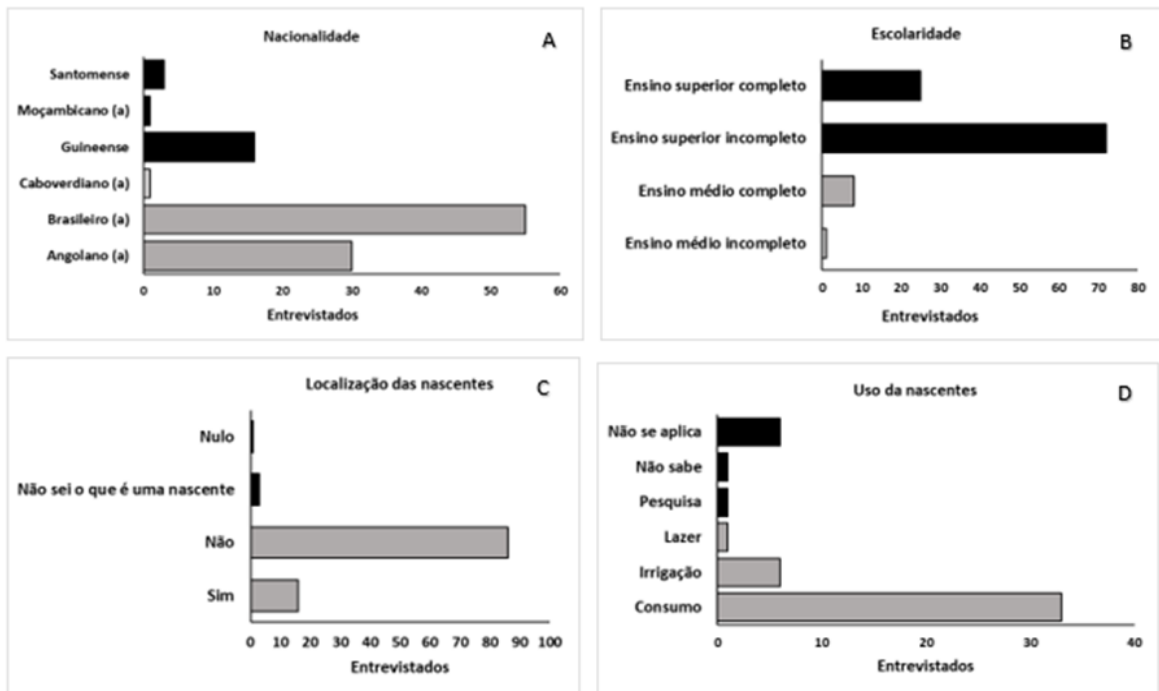 Nacionalidade
A
Santomense
Moçambicano (a)
Guineense
Caboverdiano (a)
Brasileiro (a)
Angolano (a)
0 10 20 30 40 50 60
Entrevistados
Escolaridade
B
Ensino superior completo
Ensino superior incompleto
Ensino médio completo
Ensino médio incompleto
0 10 20 30 40 50 60 70 80
Entrevistados
Localização das nascentes
C
Nulo
Não sei o que é uma nascente
Não
Sim
0 10 20 30 40 50 60 70 80 90 100
Entrevistados
Uso da nascentes
D
Não se aplica
Não sabe
Pesquisa
Lazer
Irrigação
Consumo
0 10 20 30 40
Entrevistados